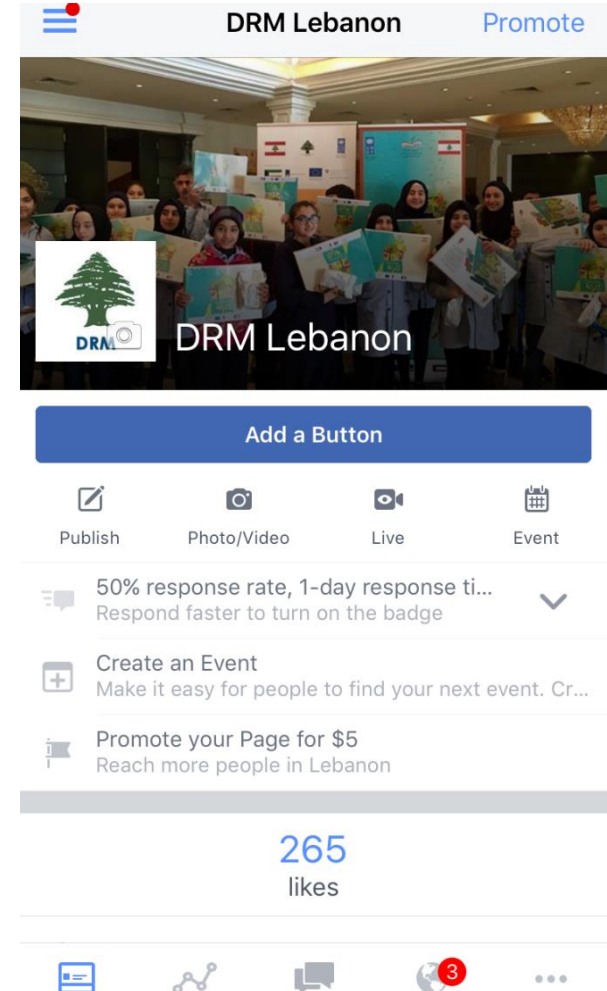 DRM Lebanon
Promote
DRM
DRM Lebanon
Add a Button
Publish
Photo/Video
Live
Event
50% response rate, 1-day response ti...
Respond faster to turn on the badge
Create an Event
Make it easy for people to find your next event. Cr...
Promote your Page for $5
Reach more people in Lebanon
265
likes
3